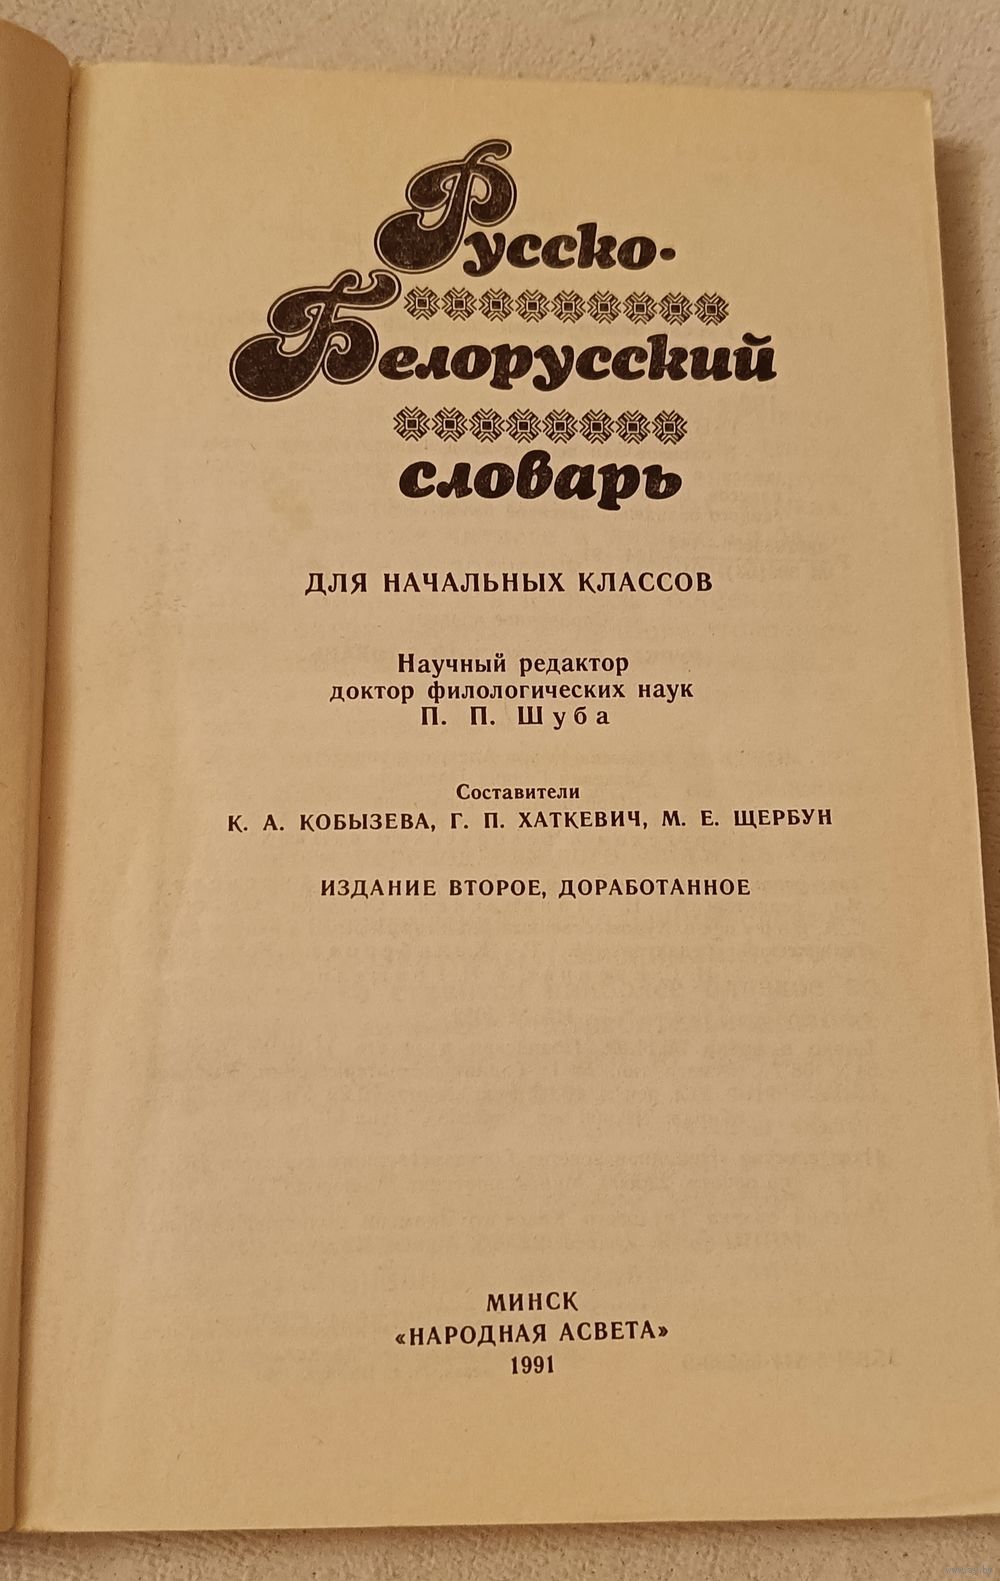 Русско-
Белорусский
словарь
ДЛЯ НАЧАЛЬНЫХ КЛАССОВ
Научный редактор
доктор филологических наук
П. П. Шуба
Составители
К. А. КОБЫЗЕВА, Г. П. ХАТКЕВИЧ, М. Е. ЩЕРБУН
ИЗДАНИЕ ВТОРОЕ, ДОРАБОТАННОЕ
МИНСК
«НАРОДНАЯ АСВЕТА»
1991